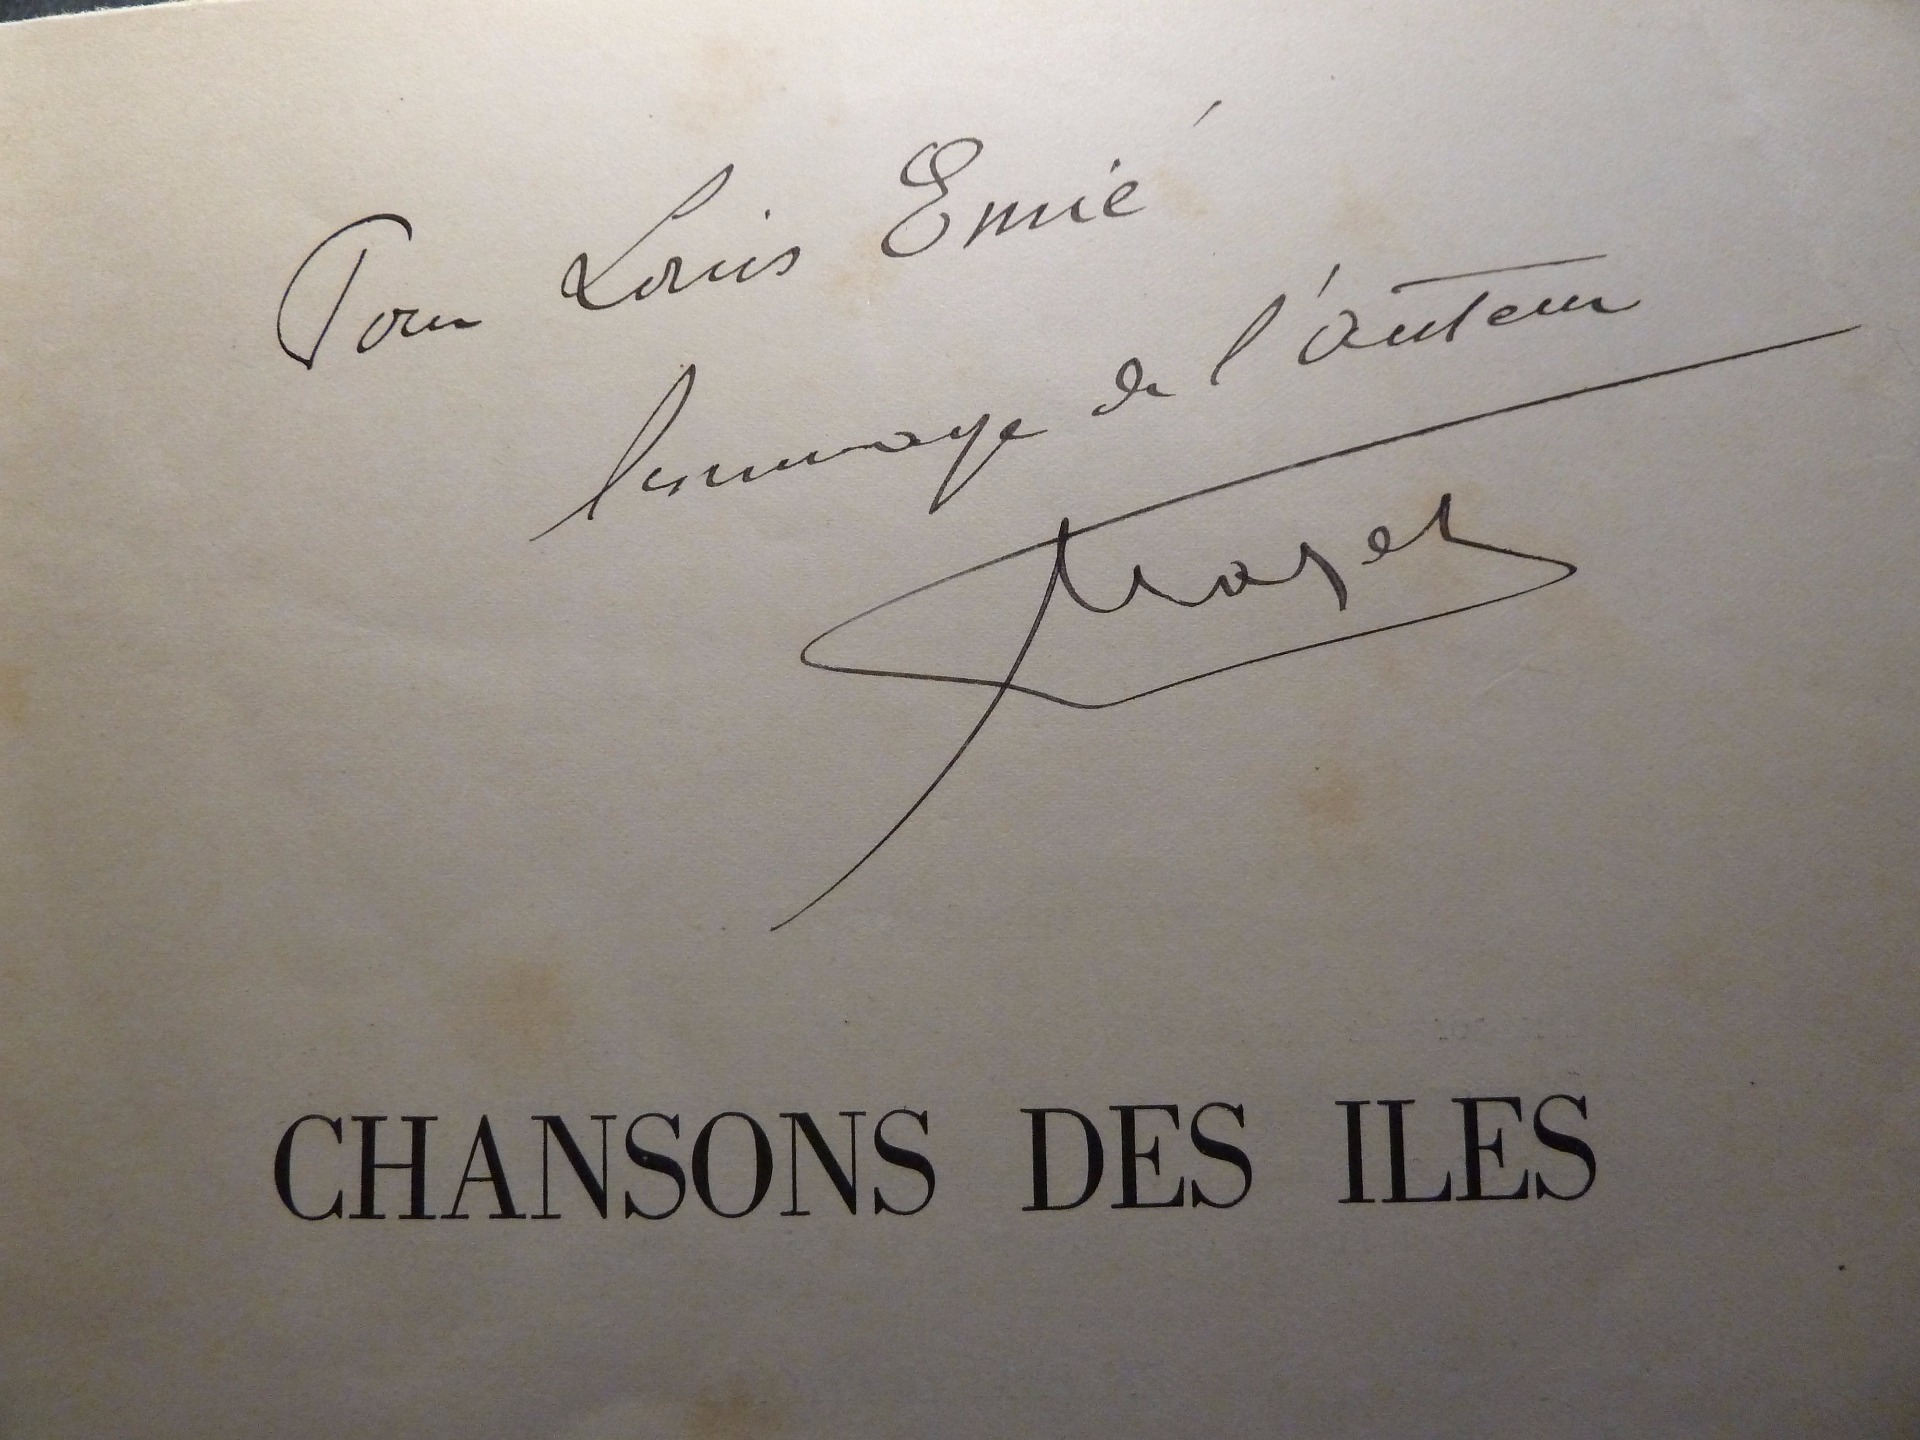 Pour Louis Emié
hommage de l'auteur
CHANSONS DES ILES